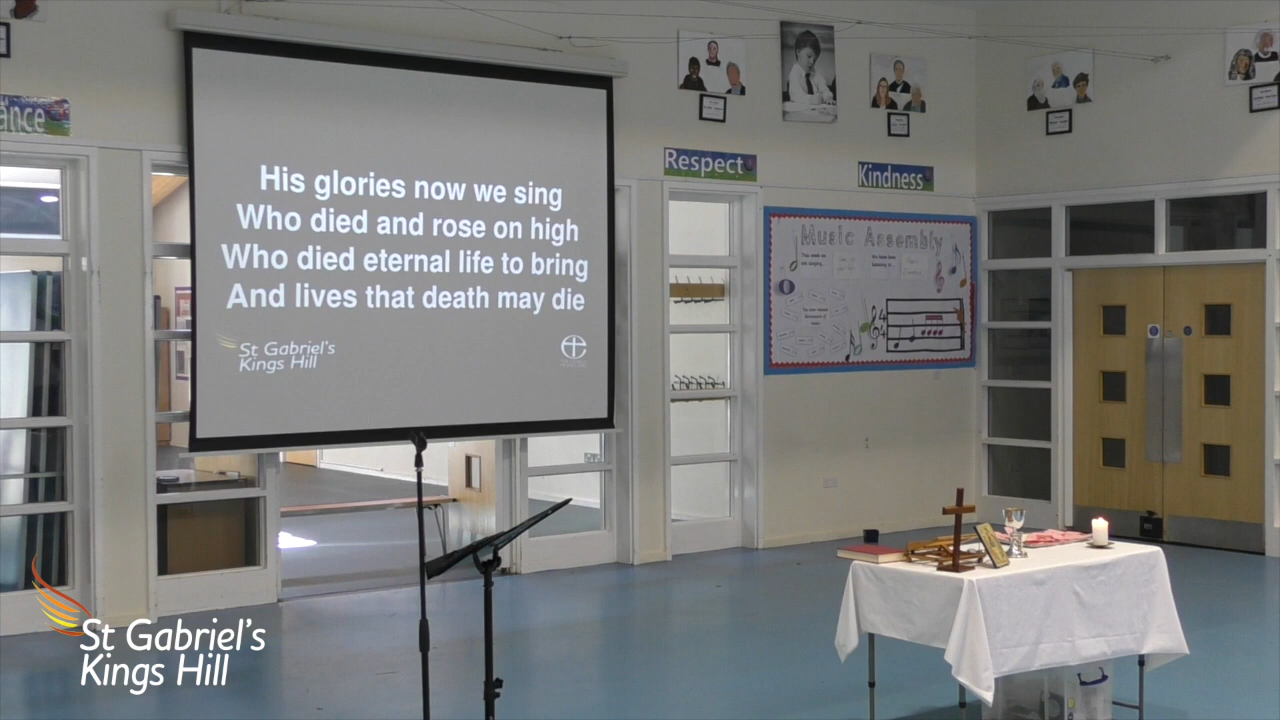 ance
His glories now we sing
Who died and rose on high
Who died eternal life to bring
And lives that death may die
St Gabriel's
Kings Hill
Respect
Kindness
Music Assembly
St Gabriel's
Kings Hill